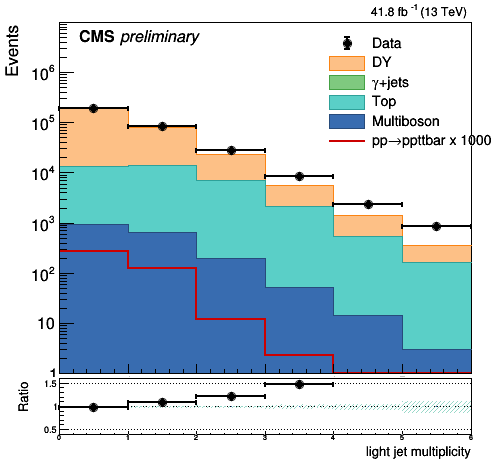 41.8 fb⁻¹ (13 TeV)
CMS preliminary
Events
Data
DY
γ+jets
Top
Multiboson
pp→ppttbar x 1000
10⁶
10⁵
10⁴
10³
10²
10
1
Ratio
1.5
1
0.5
0 1 2 3 4 5 6
light jet multiplicity